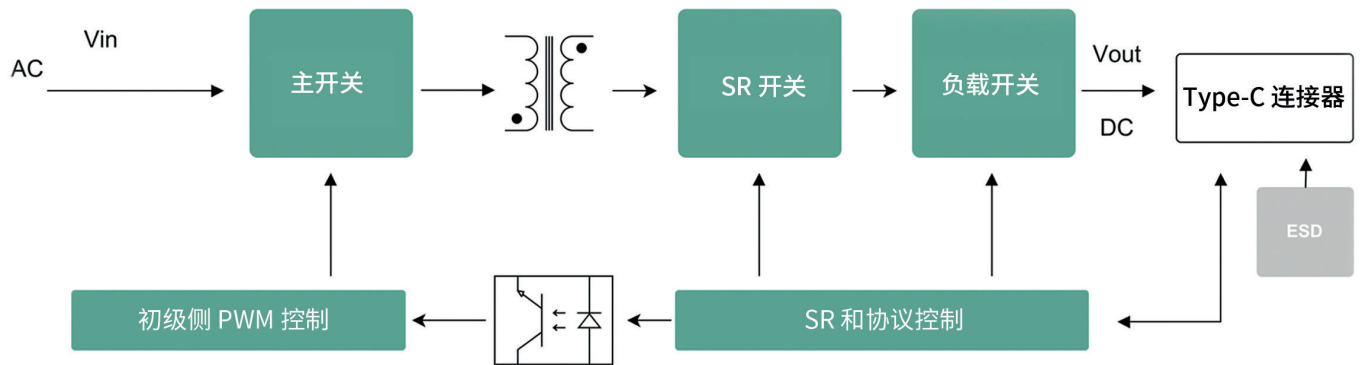 Vin
AC
主开关
SR 开关
负载开关
Vout
DC
Type-C 连接器
ESD
初级侧 PWM 控制
SR 和协议控制